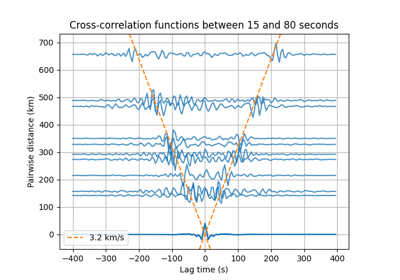 Cross-correlation functions between 15 and 80 seconds
700
600
500
400
300
200
100
0
Pairwise distance (km)
3.2 km/s
−400 −300 −200 −100 0 100 200 300 400
Lag time (s)